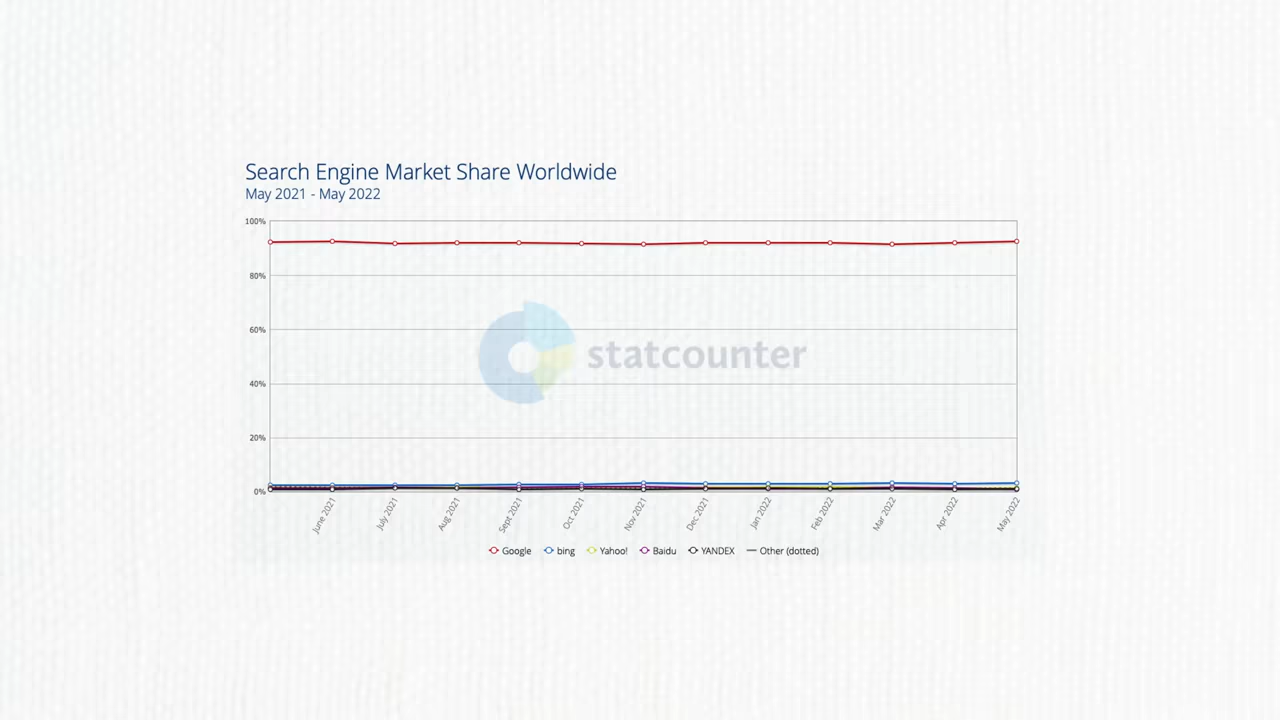 Search Engine Market Share Worldwide
May 2021 - May 2022
100%
80%
60%
statcounter
40%
20%
0%
June 2021 July 2021 Aug 2021 Sept 2021 Oct 2021 Nov 2021 Dec 2021 Jan 2022 Feb 2022 Mar 2022 Apr 2022 May 2022
Google bing Yahoo! Baidu YANDEX Other (dotted)